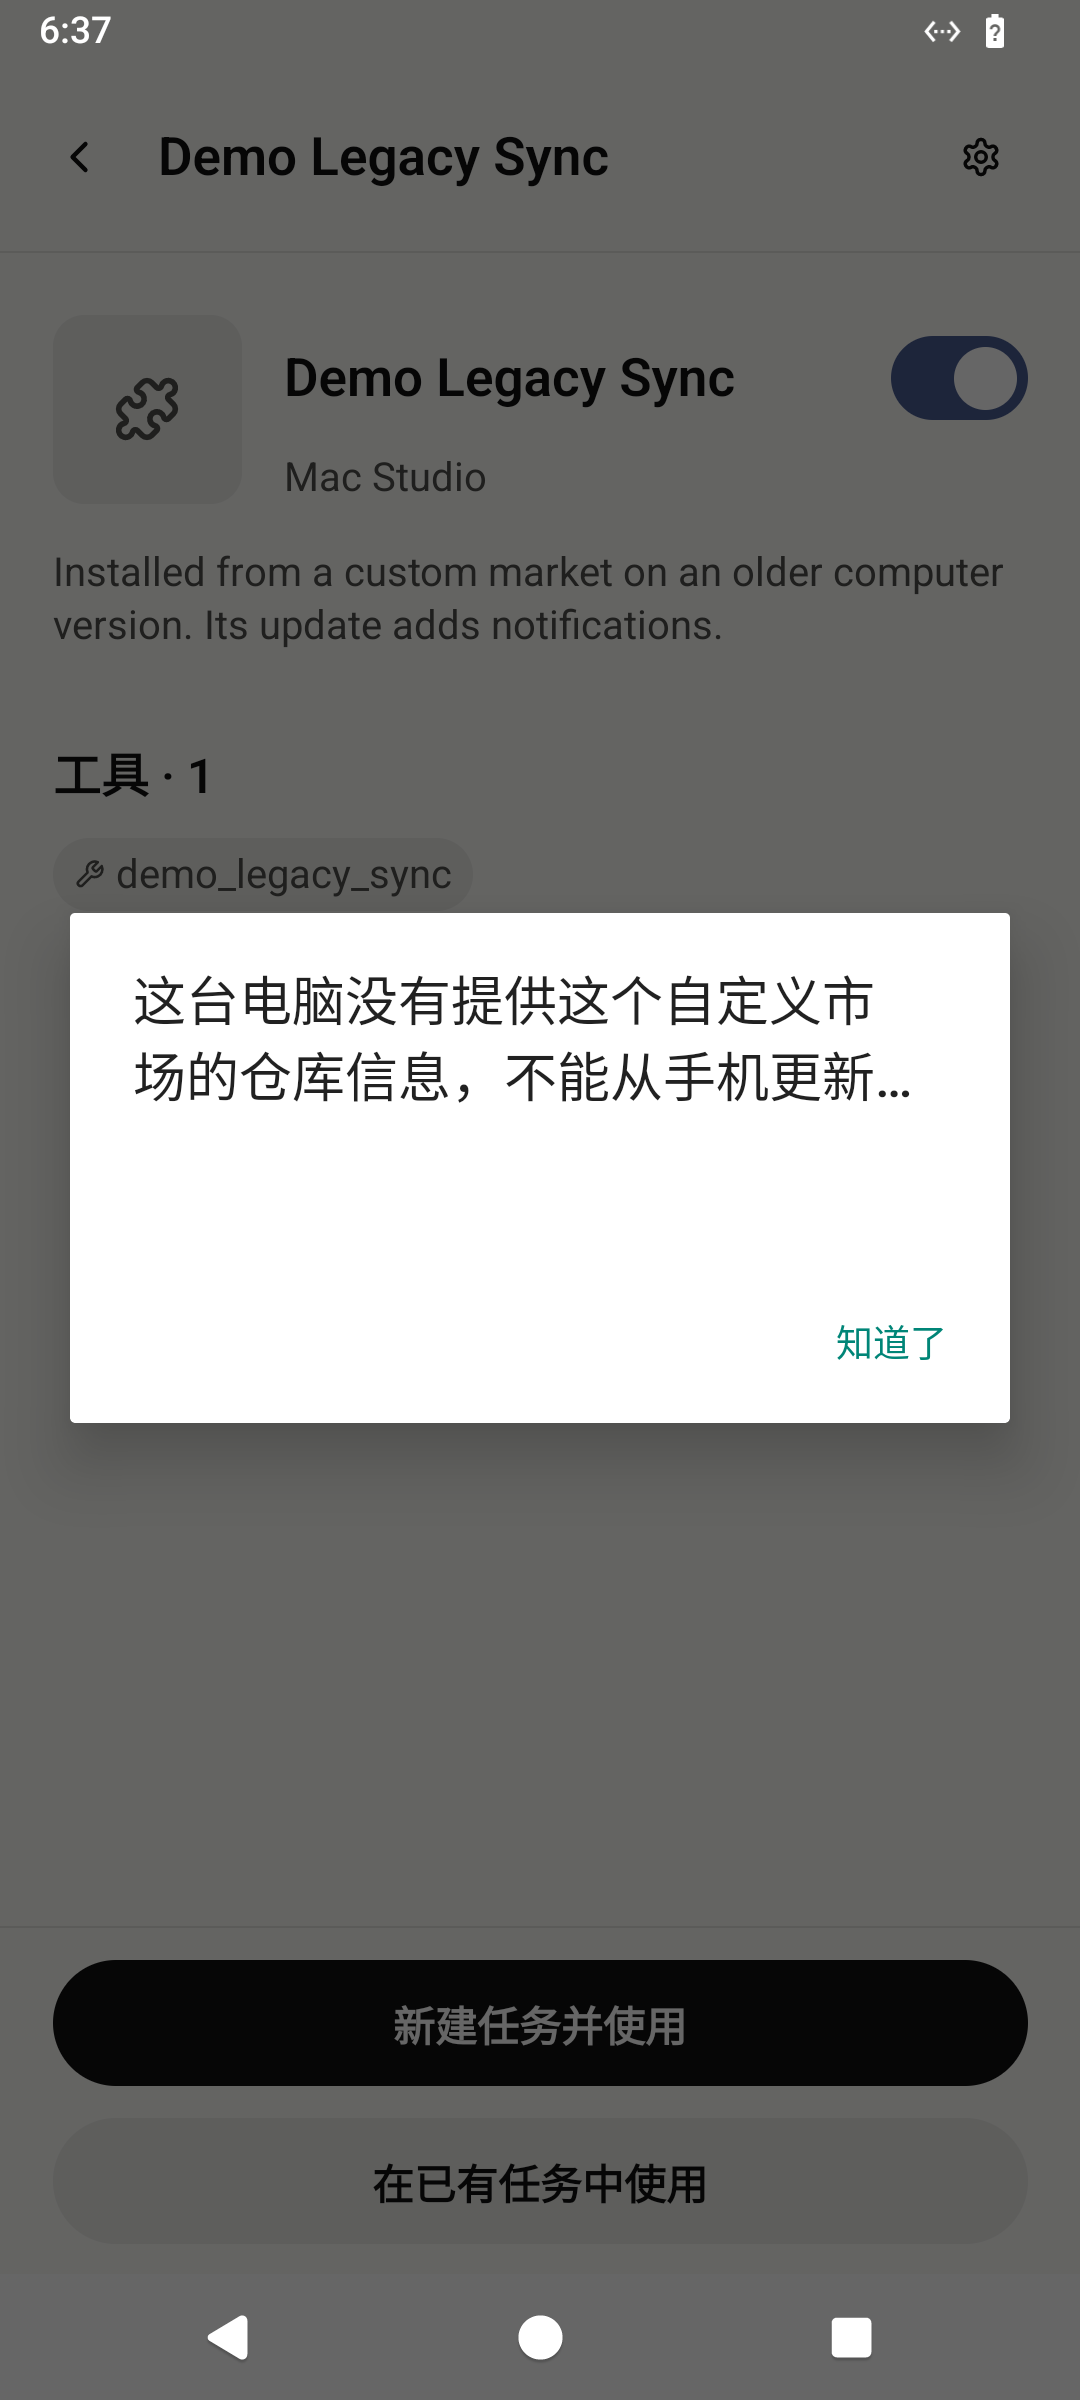 6:37
Demo Legacy Sync
Demo Legacy Sync
Mac Studio
Installed from a custom market on an older computer
version. Its update adds notifications.
工具 · 1
demo_legacy_sync
这台电脑没有提供这个自定义市
场的仓库信息，不能从手机更新...
知道了
新建任务并使用
在已有任务中使用